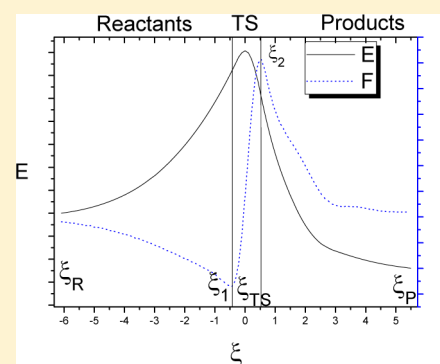 Reactants TS Products
E
F
ξ2
E
ξR
ξ1
ξTS
ξP
-6 -5 -4 -3 -2 -1 0 1 2 3 4 5
ξ